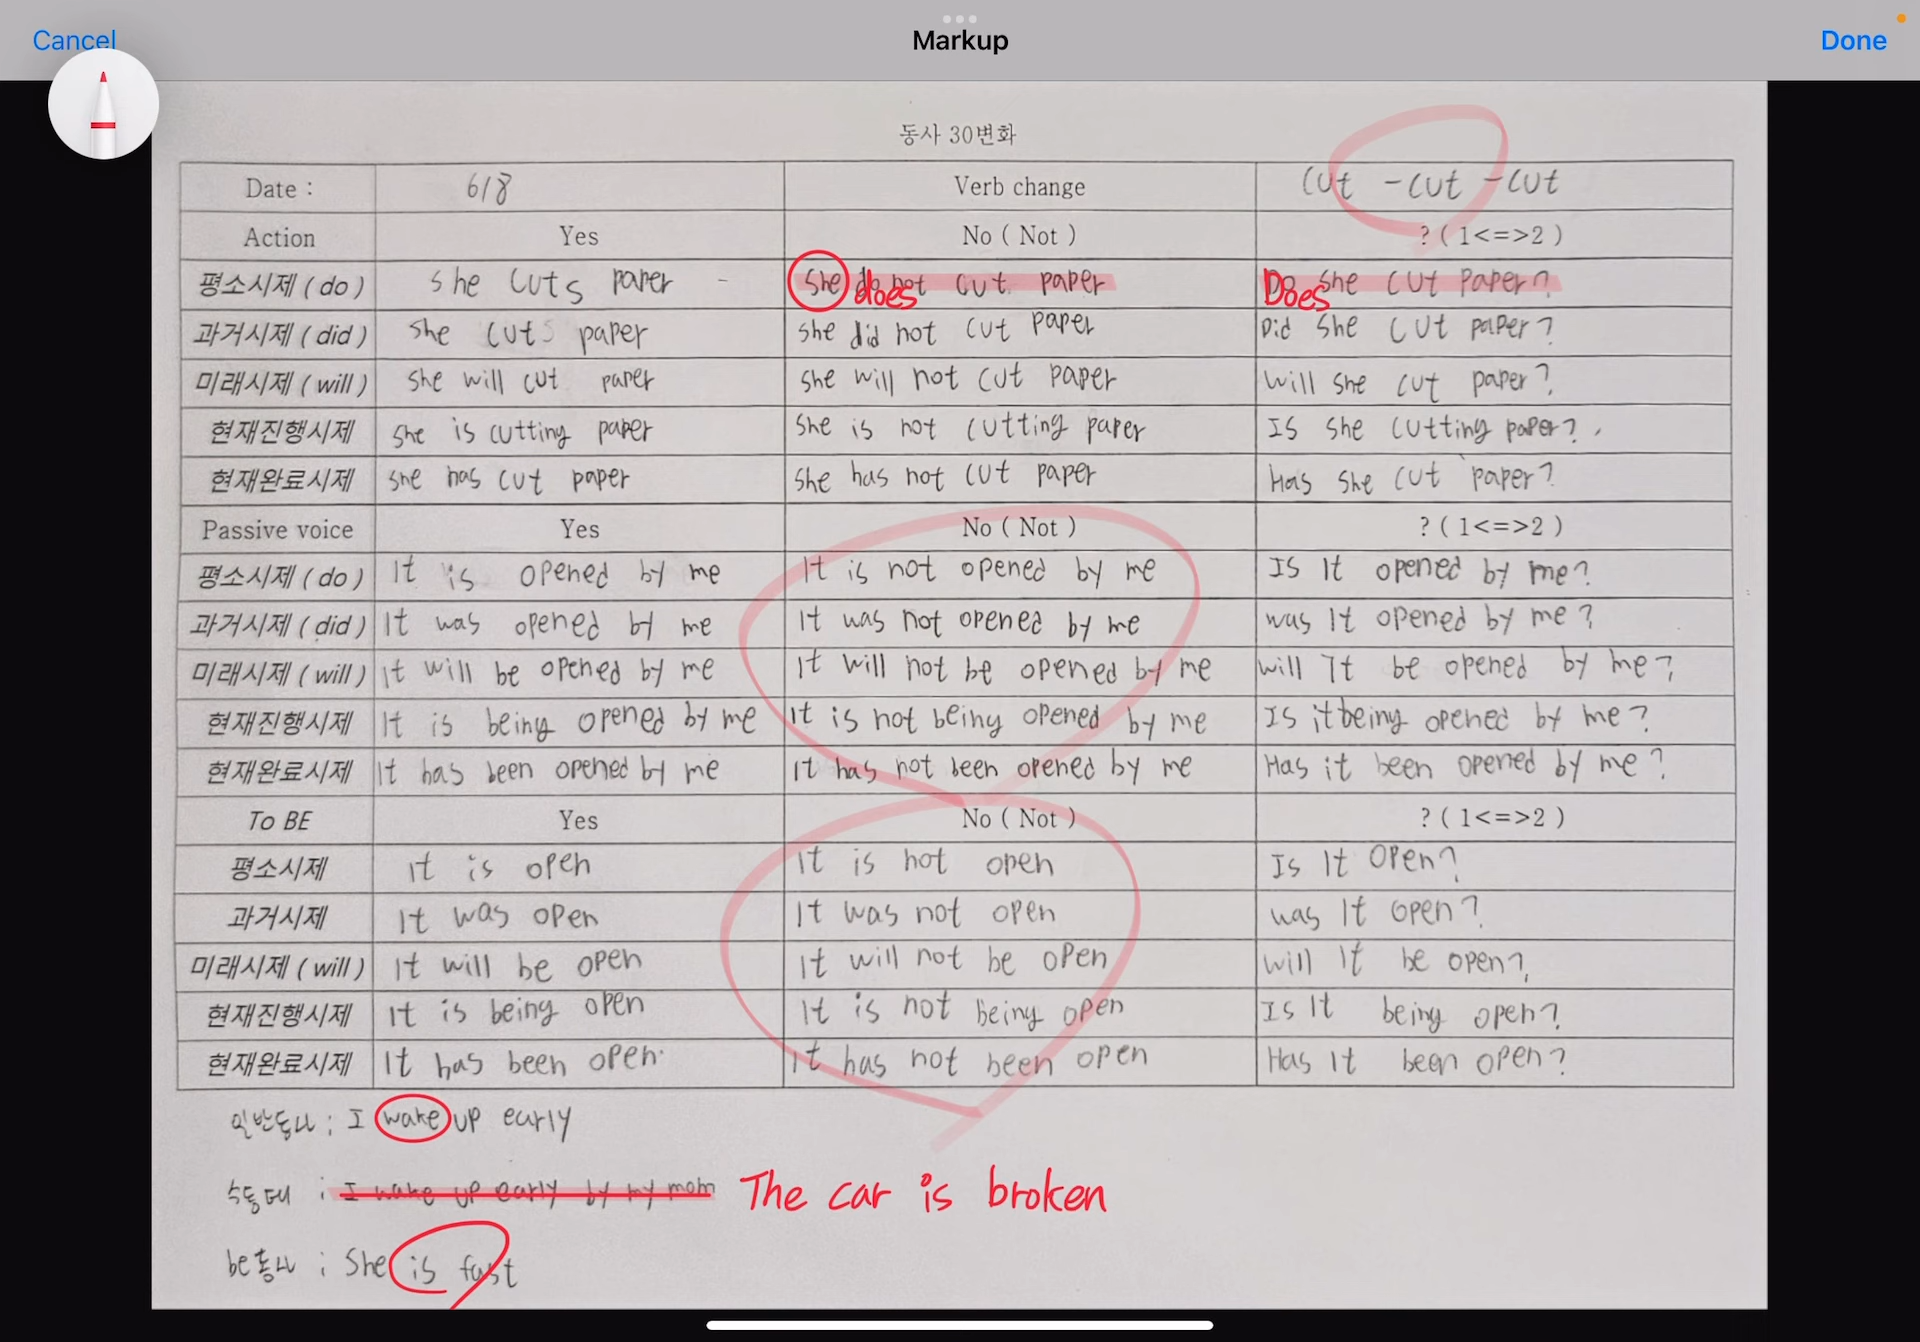 Cancel Markup Done
동사 30변화
Date : 6/8 Verb change cut - cut - cut
Action Yes No ( Not ) ? ( 1<=>2 )
평소시제 ( do ) she cuts paper - she does not cut paper Does she cut paper?
과거시제 ( did ) she cuts paper she did not cut paper Did she cut paper?
미래시제 ( will ) she will cut paper she will not cut paper will she cut paper?
현재진행시제 she is cutting paper she is not cutting paper Is she cutting paper?
현재완료시제 she has cut paper she has not cut paper Has she cut paper?
Passive voice Yes No ( Not ) ? ( 1<=>2 )
평소시제 ( do ) It is opened by me It is not opened by me Is It opened by me?
과거시제 ( did ) It was opened by me It was not opened by me was It opened by me?
미래시제 ( will ) It will be opened by me It will not be opened by me will It be opened by me?
현재진행시제 It is being opened by me It is not being opened by me Is it being opened by me?
현재완료시제 It has been opened by me It has not been opened by me Has it been opened by me?
To BE Yes No ( Not ) ? ( 1<=>2 )
평소시제 It is open It is not open Is It open?
과거시제 It was open It was not open was It open?
미래시제 ( will ) It will be open It will not be open will It be open?
현재진행시제 It is being open It is not being open Is It being open?
현재완료시제 It has been open It has not been open Has It been open?
일반동사 ; I wake up early
수동태 ; I wake up early by my mom The car is broken
be동사 ; She is fast